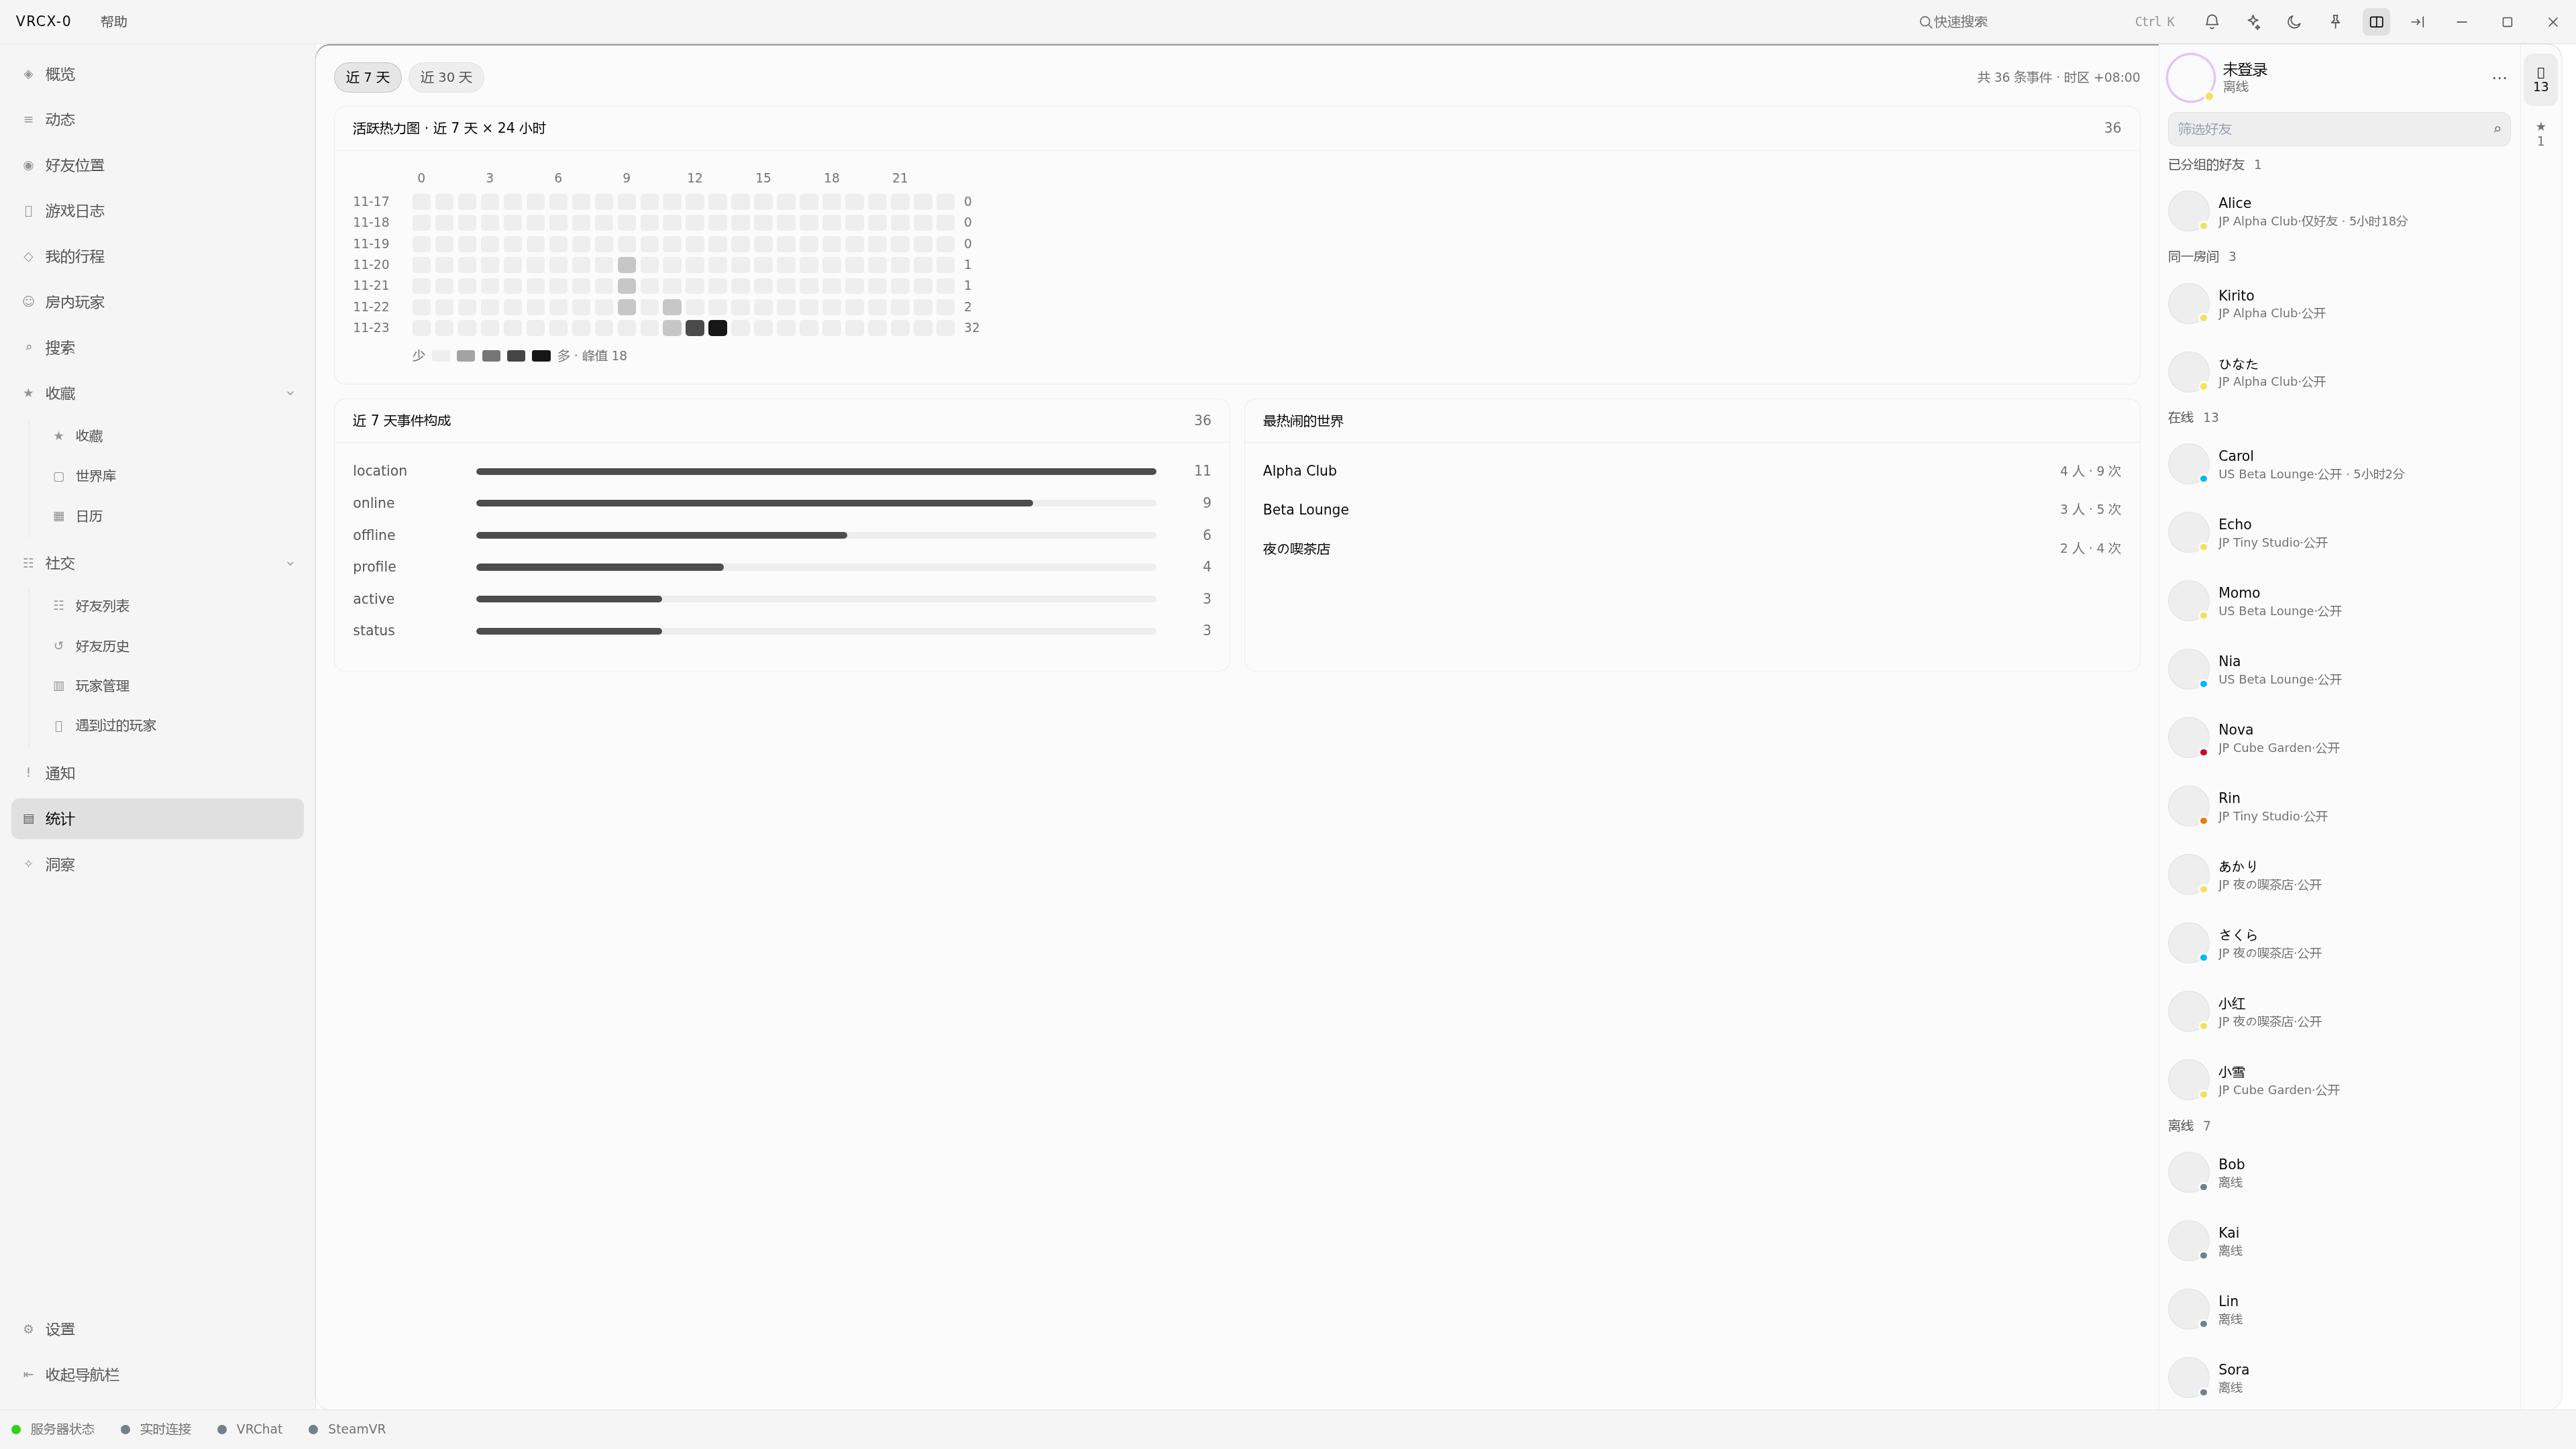 VRCX-0 帮助 快速搜索 Ctrl K
概览
动态
好友位置
游戏日志
我的行程
房内玩家
搜索
收藏
收藏
世界库
日历
社交
好友列表
好友历史
玩家管理
遇到过的玩家
通知
统计
洞察
设置
收起导航栏
近 7 天 近 30 天 共 36 条事件 · 时区 +08:00
活跃热力图 · 近 7 天 × 24 小时 36
0 3 6 9 12 15 18 21
11-17 0
11-18 0
11-19 0
11-20 1
11-21 1
11-22 2
11-23 32
少 多 · 峰值 18
近 7 天事件构成 36
location 11
online 9
offline 6
profile 4
active 3
status 3
最热闹的世界
Alpha Club 4 人 · 9 次
Beta Lounge 3 人 · 5 次
夜の喫茶店 2 人 · 4 次
未登录
离线
筛选好友
已分组的好友 1
Alice
JP Alpha Club·仅好友 · 5小时18分
同一房间 3
Kirito
JP Alpha Club·公开
ひなた
JP Alpha Club·公开
在线 13
Carol
US Beta Lounge·公开 · 5小时2分
Echo
JP Tiny Studio·公开
Momo
US Beta Lounge·公开
Nia
US Beta Lounge·公开
Nova
JP Cube Garden·公开
Rin
JP Tiny Studio·公开
あかり
JP 夜の喫茶店·公开
さくら
JP 夜の喫茶店·公开
小红
JP 夜の喫茶店·公开
小雪
JP Cube Garden·公开
离线 7
Bob
离线
Kai
离线
Lin
离线
Sora
离线
13
1
服务器状态 实时连接 VRChat SteamVR